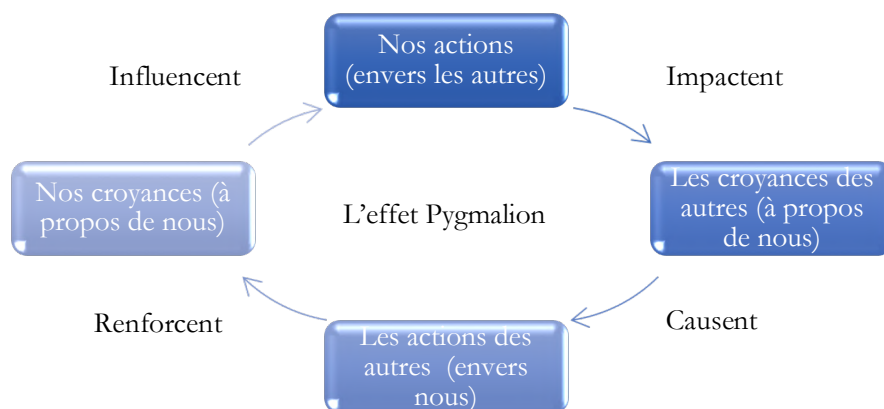 Nos actions
(envers les autres)
Influencent
Impactent
Nos croyances (à
propos de nous)
L'effet Pygmalion
Les croyances des
autres (à propos
de nous)
Renforcent
Causent
Les actions des
autres (envers
nous)